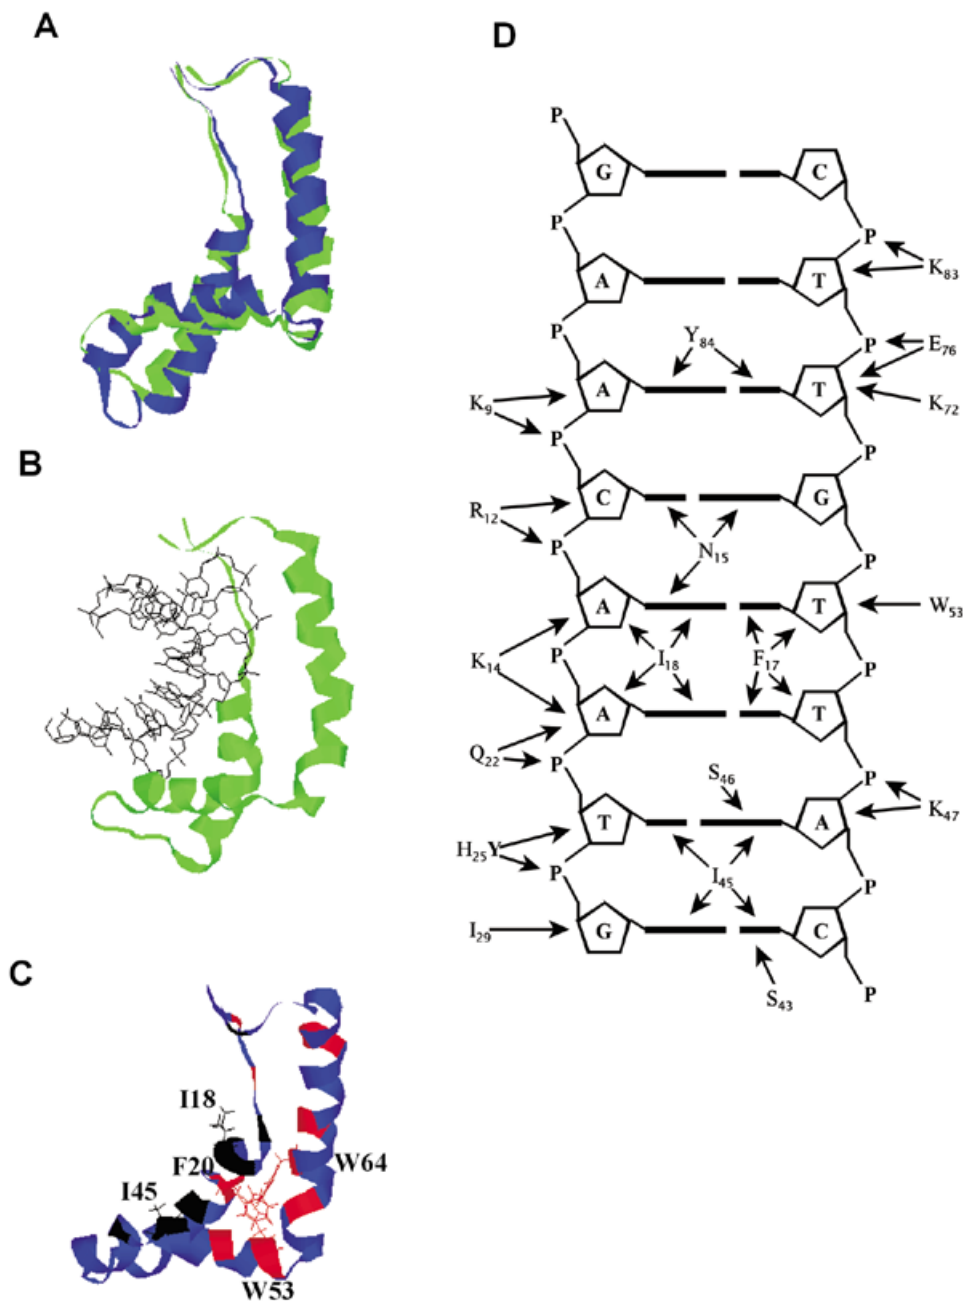 A
B
C
I18
F20
I45
W64
W53
D
P
G C
P P
K83
A T
P P
Y84 E76
A T
K9 K72
P P
C G
R12
P N15 P
A T W53
K14 P I18 F17 P
A T
Q22
P S46 P
T A K47
H25Y
P I45 P
I29 G C
S43 P